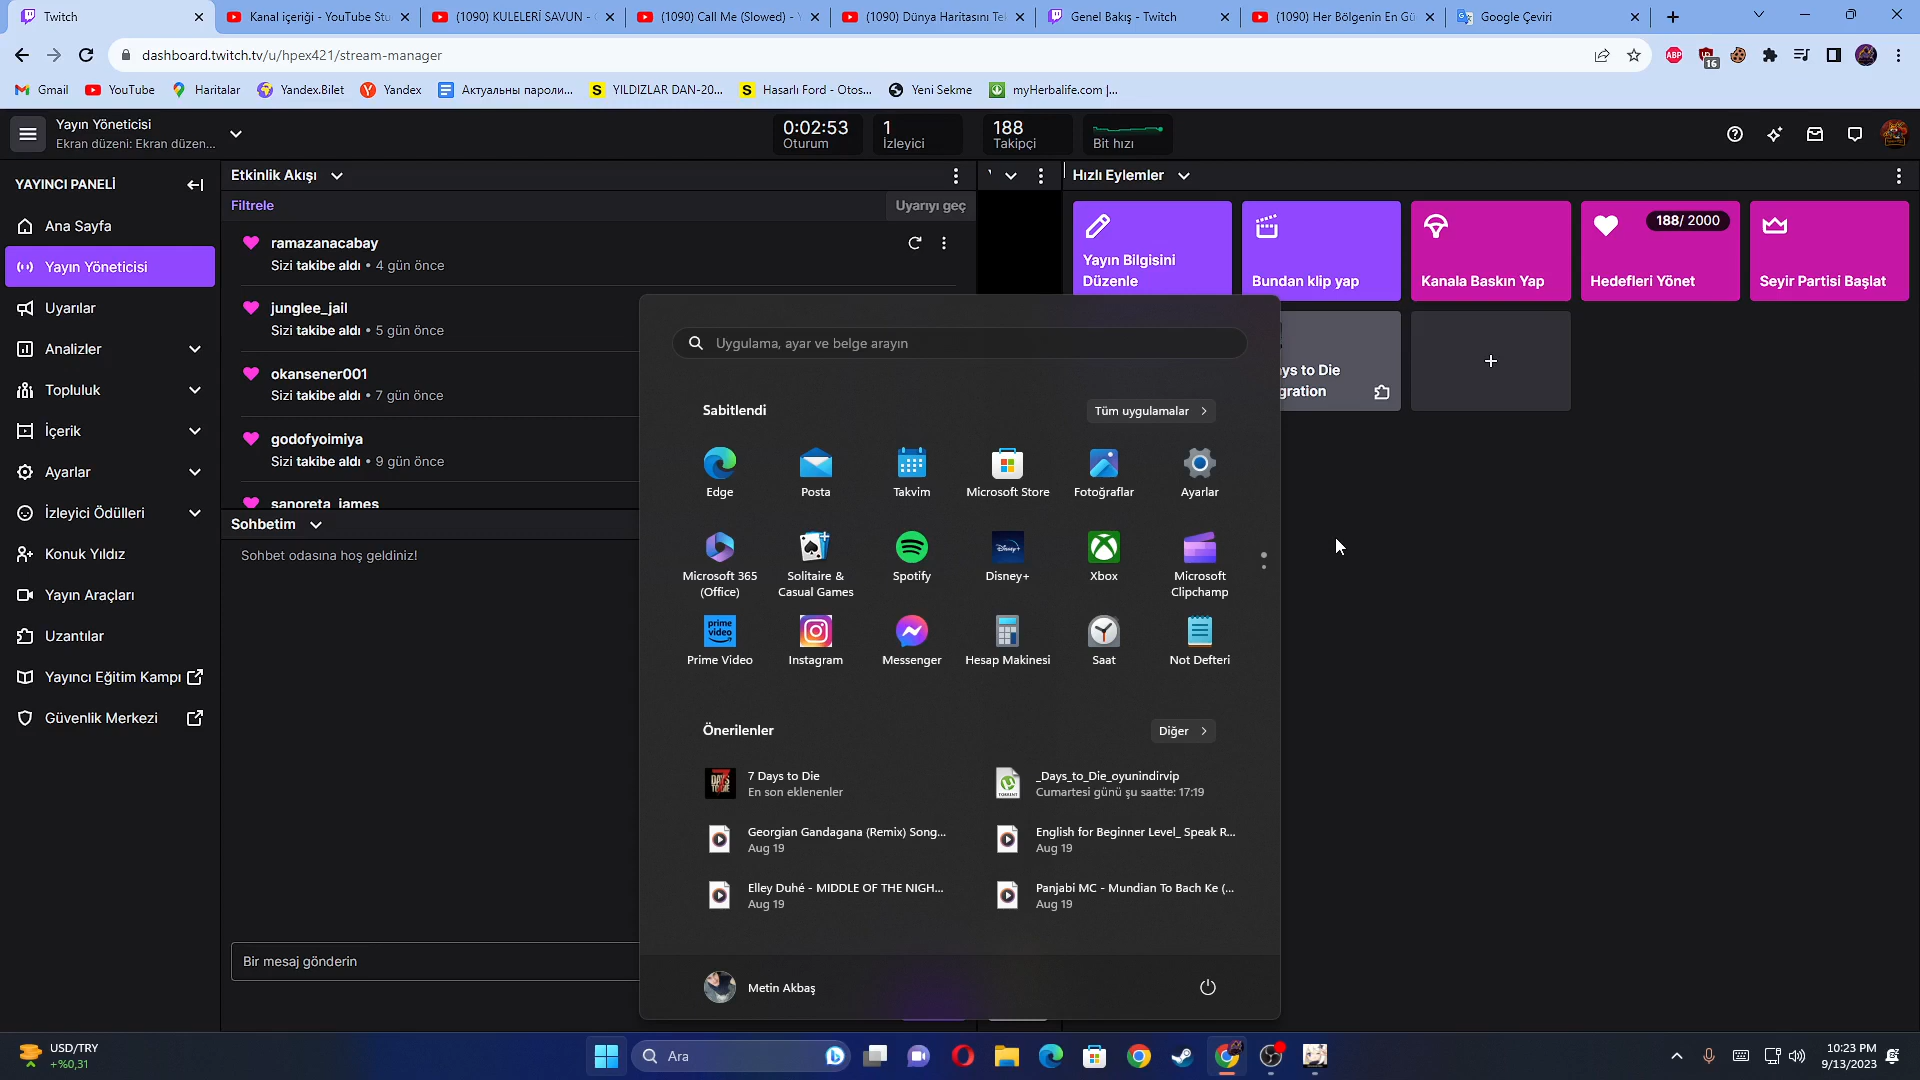 Twitch
Kanal içeriği - YouTube Stu
(1090) KULELERİ SAVUN -
(1090) Call Me (Slowed) -
(1090) Dünya Haritasını Te
Genel Bakış - Twitch
(1090) Her Bölgenin En Gü
Google Çeviri
dashboard.twitch.tv/u/hpex421/stream-manager
ABP
16
Gmail
YouTube
Haritalar
Yandex.Bilet
Yandex
Актуальны пароли...
YILDIZLAR DAN-20...
Hasarlı Ford - Otos...
Yeni Sekme
myHerbalife.com |...
Yayın Yöneticisi
Ekran düzeni: Ekran düzen...
0:02:53
Oturum
1
İzleyici
188
Takipçi
Bit hızı
YAYINCI PANELİ
Ana Sayfa
Yayın Yöneticisi
Uyarılar
Analizler
Topluluk
İçerik
Ayarlar
İzleyici Ödülleri
Konuk Yıldız
Yayın Araçları
Uzantılar
Yayıncı Eğitim Kampı
Güvenlik Merkezi
Etkinlik Akışı
Filtrele
Uyarıyı geç
ramazanacabay
Sizi takibe aldı • 4 gün önce
junglee_jail
Sizi takibe aldı • 5 gün önce
okansener001
Sizi takibe aldı • 7 gün önce
godofyoimiya
Sizi takibe aldı • 9 gün önce
sanoreta_james
Sohbetim
Sohbet odasına hoş geldiniz!
Bir mesaj gönderin
Hızlı Eylemler
Yayın Bilgisini
Düzenle
Bundan klip yap
Kanala Baskın Yap
188/ 2000
Hedefleri Yönet
Seyir Partisi Başlat
ys to Die
gration
Uygulama, ayar ve belge arayın
Sabitlendi
Tüm uygulamalar
Edge
Posta
Takvim
Microsoft Store
Fotoğraflar
Ayarlar
Microsoft 365
(Office)
Solitaire &
Casual Games
Spotify
Disney+
Disney+
Xbox
Microsoft
Clipchamp
prime
video
Prime Video
Instagram
Messenger
Hesap Makinesi
Saat
Not Defteri
Önerilenler
Diğer
7 Days to Die
En son eklenenler
_Days_to_Die_oyunindirvip
Cumartesi günü şu saatte: 17:19
Georgian Gandagana (Remix) Song...
Aug 19
English for Beginner Level_ Speak R...
Aug 19
Elley Duhé - MIDDLE OF THE NIGH...
Aug 19
Panjabi MC - Mundian To Bach Ke (...
Aug 19
Metin Akbaş
USD/TRY
+%0,31
Ara
10:23 PM
9/13/2023